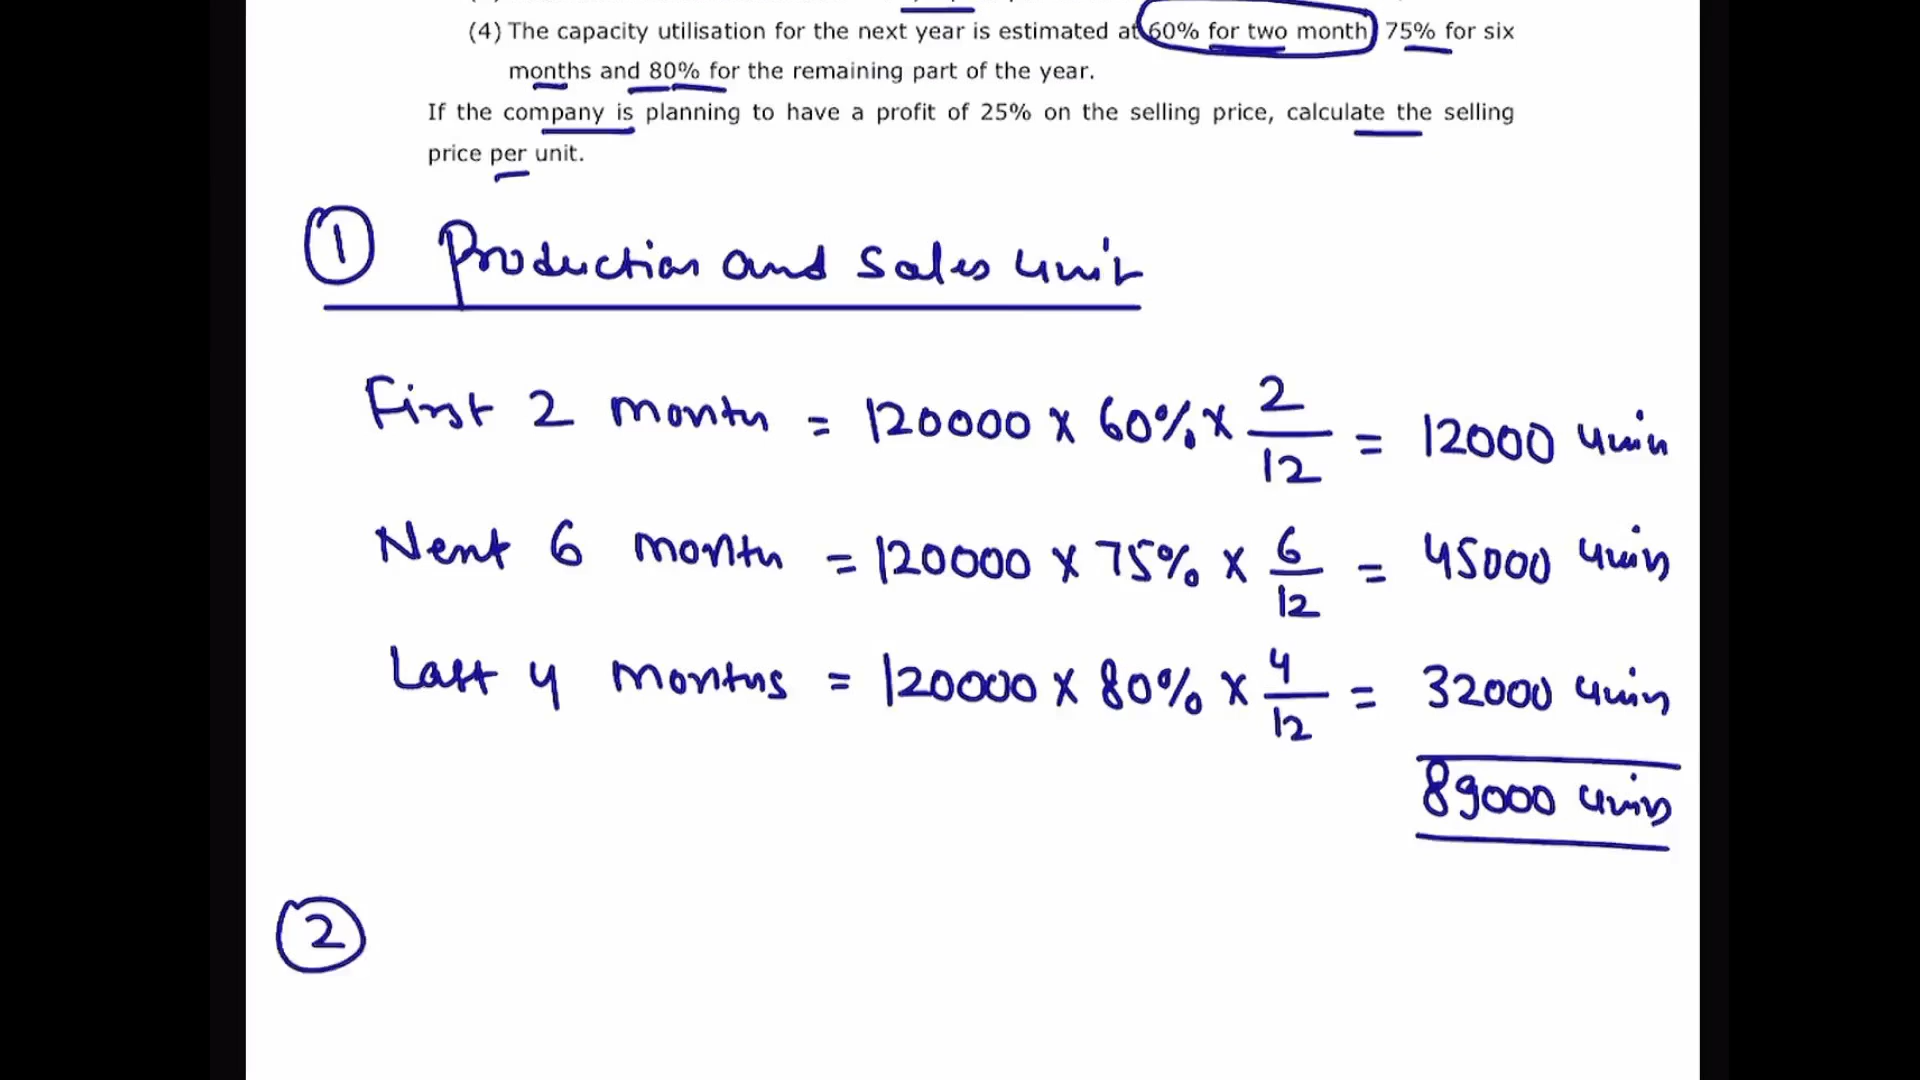 (4) The capacity utilisation for the next year is estimated at 60% for two month 75% for six
months and 80% for the remaining part of the year.
If the company is planning to have a profit of 25% on the selling price, calculate the selling
price per unit.
① Production and Sales Unit
First 2 month = 120000 x 60% x 2/12 = 12000 Units
Next 6 month = 120000 x 75% x 6/12 = 45000 Units
Last 4 months = 120000 x 80% x 4/12 = 32000 Units
89000 Units
②